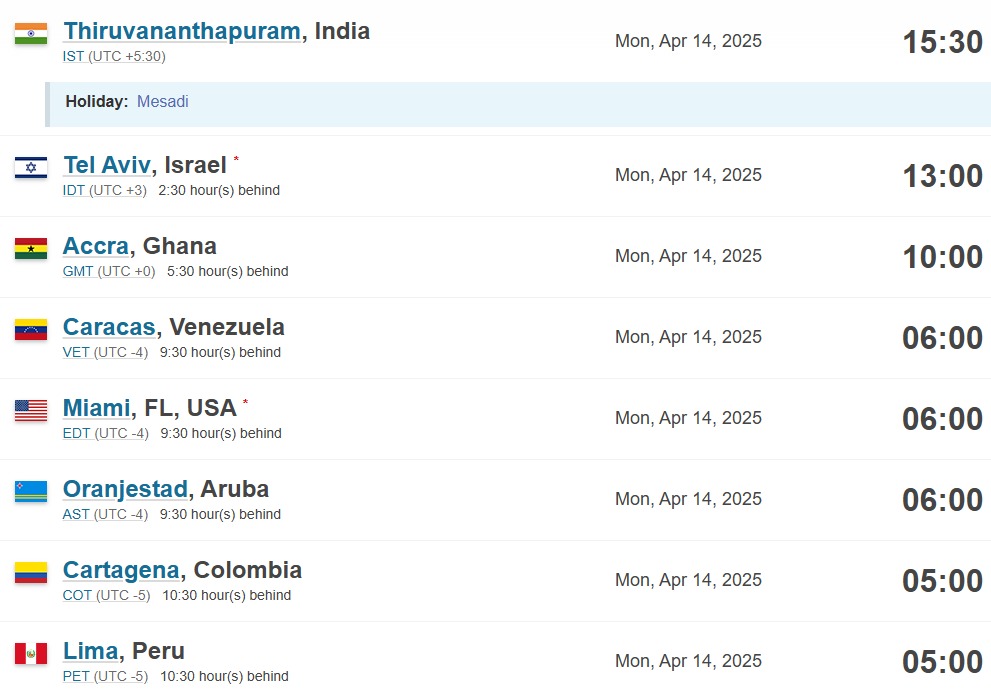 Thiruvananthapuram, India Mon, Apr 14, 2025 15:30
IST (UTC +5:30)
Holiday: Mesadi
Tel Aviv, Israel * Mon, Apr 14, 2025 13:00
IDT (UTC +3) 2:30 hour(s) behind
Accra, Ghana Mon, Apr 14, 2025 10:00
GMT (UTC +0) 5:30 hour(s) behind
Caracas, Venezuela Mon, Apr 14, 2025 06:00
VET (UTC -4) 9:30 hour(s) behind
Miami, FL, USA * Mon, Apr 14, 2025 06:00
EDT (UTC -4) 9:30 hour(s) behind
Oranjestad, Aruba Mon, Apr 14, 2025 06:00
AST (UTC -4) 9:30 hour(s) behind
Cartagena, Colombia Mon, Apr 14, 2025 05:00
COT (UTC -5) 10:30 hour(s) behind
Lima, Peru Mon, Apr 14, 2025 05:00
PET (UTC -5) 10:30 hour(s) behind